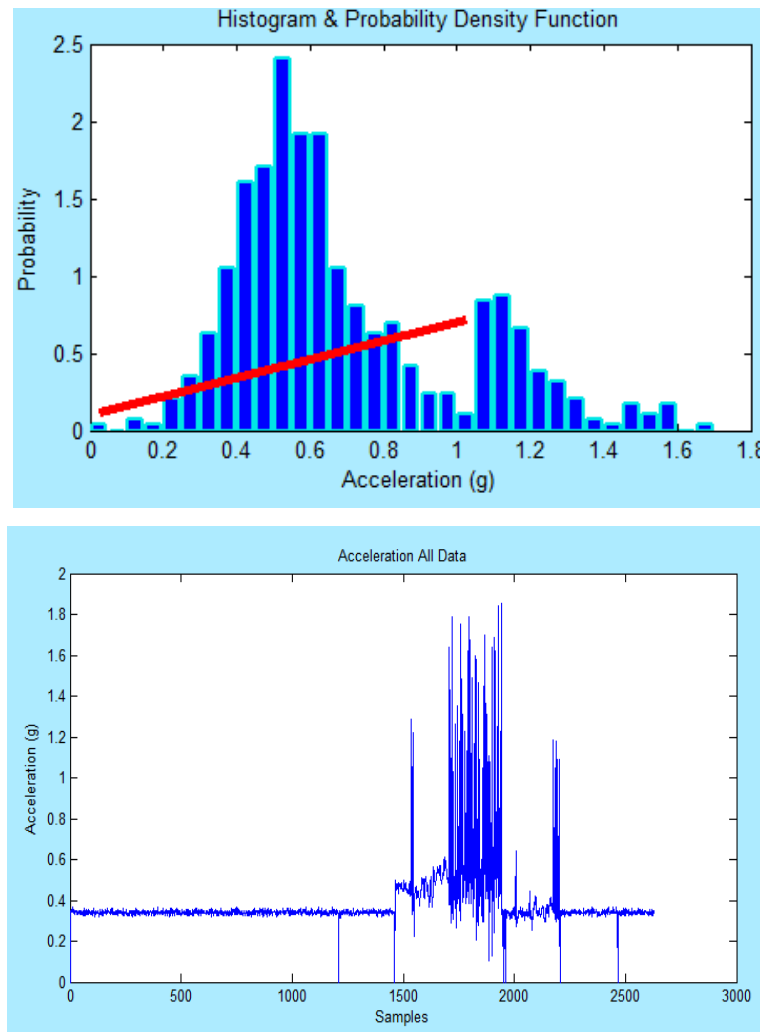 Histogram & Probability Density Function
2.5
2
1.5
1
0.5
0
Probability
0 0.2 0.4 0.6 0.8 1 1.2 1.4 1.6 1.8
Acceleration (g)
Acceleration All Data
2
1.8
1.6
1.4
1.2
1
0.8
0.6
0.4
0.2
0
Acceleration (g)
0 500 1000 1500 2000 2500 3000
Samples